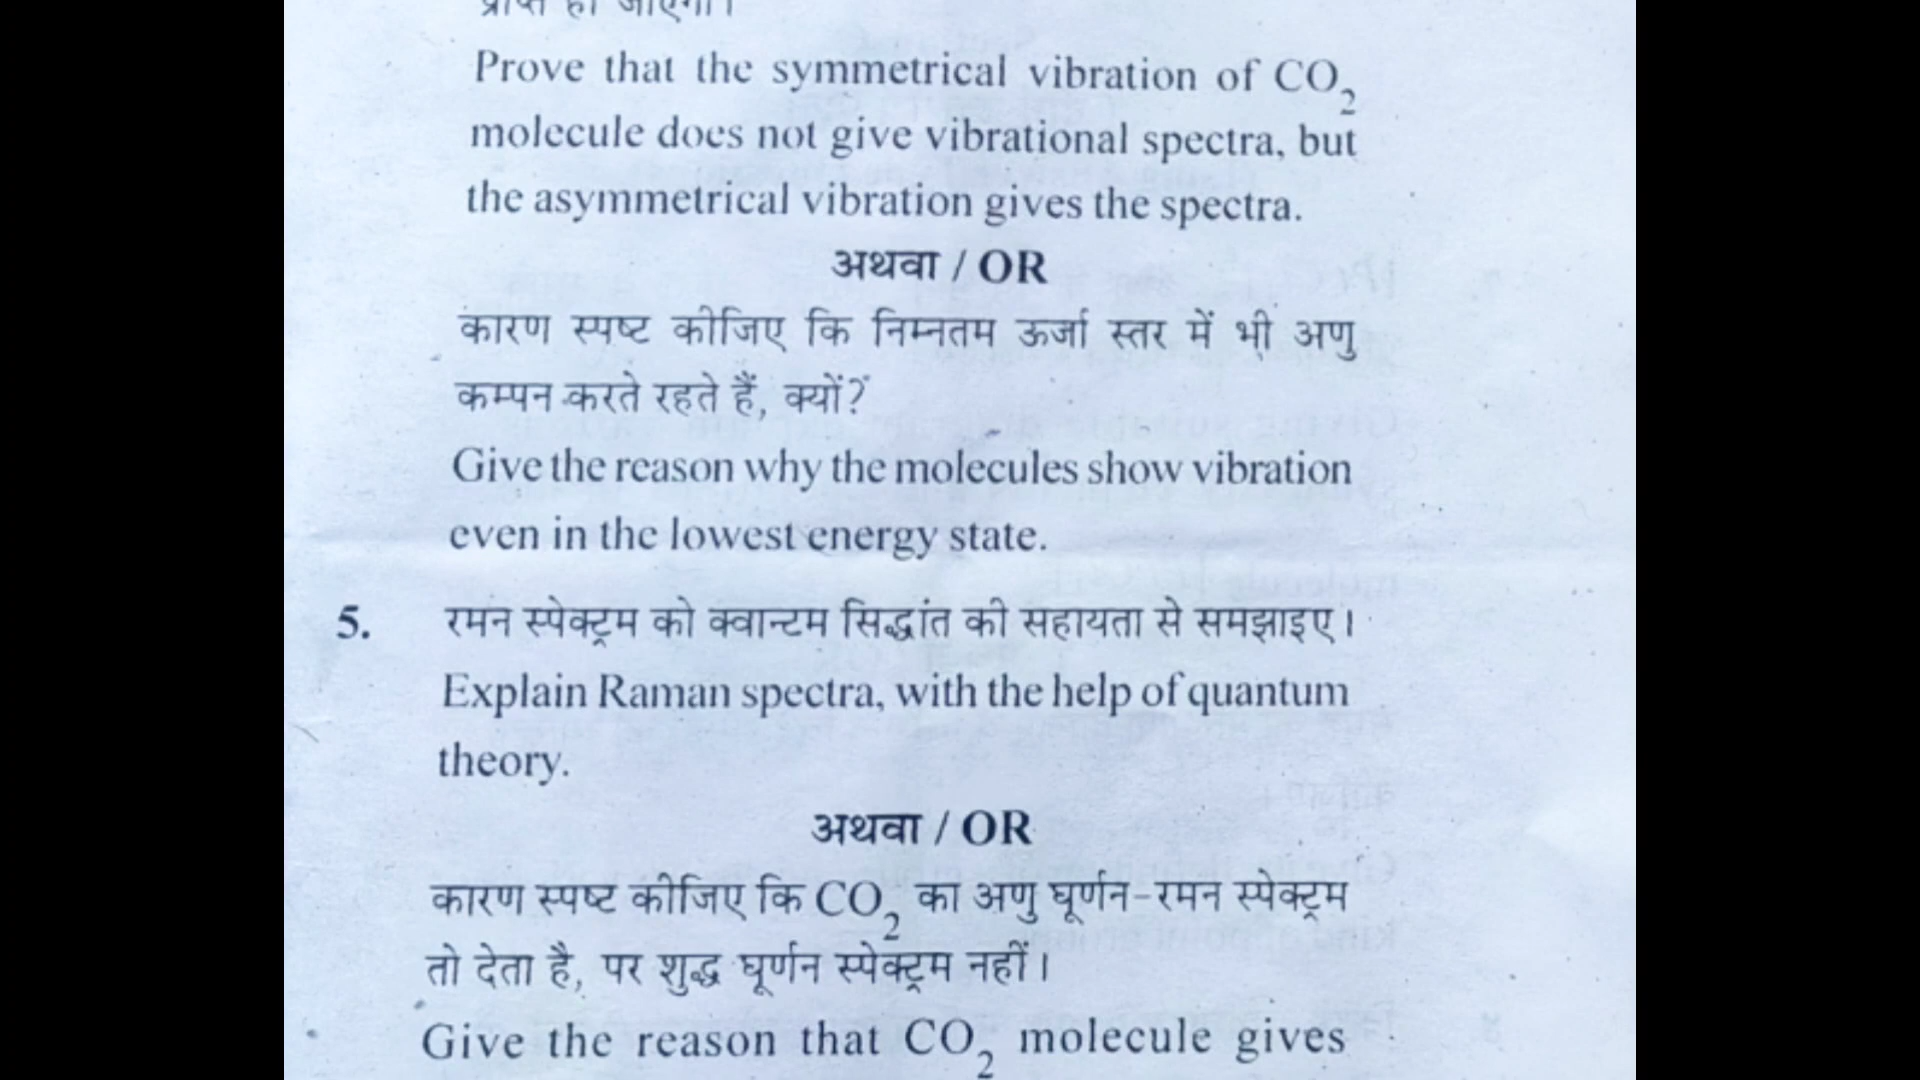 प्राप्त हो जाएगा।
Prove that the symmetrical vibration of CO₂
molecule does not give vibrational spectra, but
the asymmetrical vibration gives the spectra.
अथवा / OR
कारण स्पष्ट कीजिए कि निम्नतम ऊर्जा स्तर में भी अणु
कम्पन करते रहते हैं, क्यों?
Give the reason why the molecules show vibration
even in the lowest energy state.
5. रमन स्पेक्ट्रम को क्वान्टम सिद्धांत की सहायता से समझाइए।
Explain Raman spectra, with the help of quantum
theory.
अथवा / OR
कारण स्पष्ट कीजिए कि CO₂ का अणु घूर्णन-रमन स्पेक्ट्रम
तो देता है, पर शुद्ध घूर्णन स्पेक्ट्रम नहीं।
Give the reason that CO₂ molecule gives